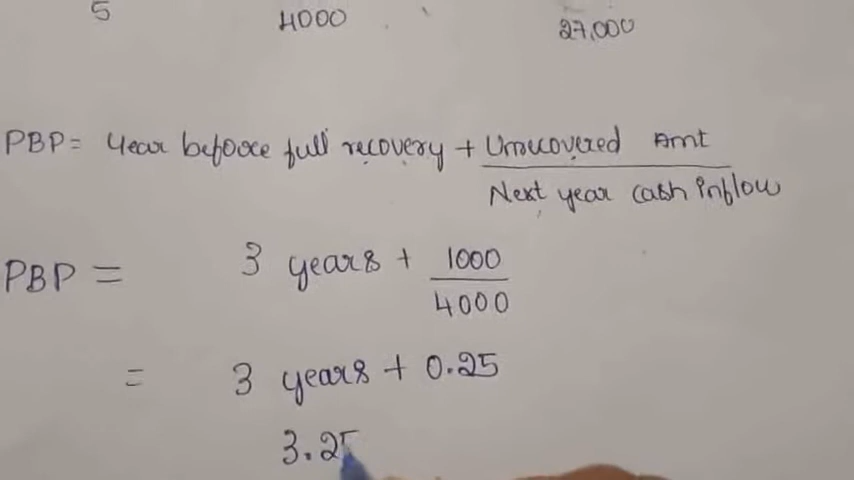 5 4000 27,000
PBP = Year before full recovery + Unrecovered Amt
Next year cash inflow
PBP = 3 years + 1000
4000
= 3 years + 0.25
3.25